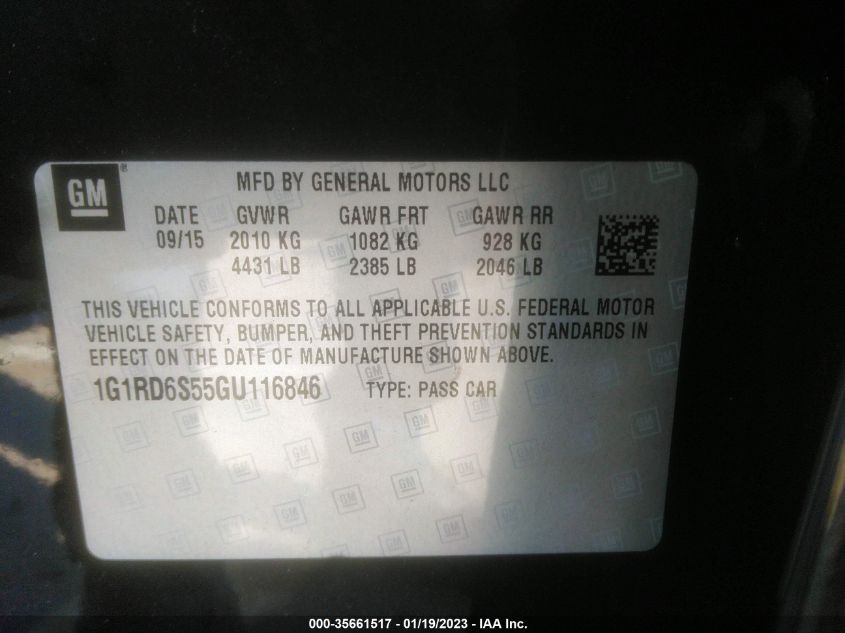 GM
MFD BY GENERAL MOTORS LLC
DATE GVWR GAWR FRT GAWR RR
09/15 2010 KG 1082 KG 928 KG
4431 LB 2385 LB 2046 LB
THIS VEHICLE CONFORMS TO ALL APPLICABLE U.S. FEDERAL MOTOR
VEHICLE SAFETY, BUMPER, AND THEFT PREVENTION STANDARDS IN
EFFECT ON THE DATE OF MANUFACTURE SHOWN ABOVE.
1G1RD6S55GU116846 TYPE: PASS CAR
000-35661517 - 01/19/2023 - IAA Inc.